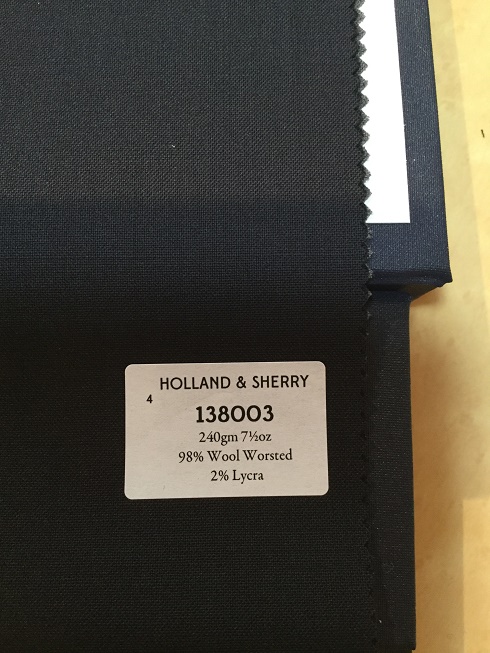 HOLLAND & SHERRY
4
138003
240gm 7½oz
98% Wool Worsted
2% Lycra